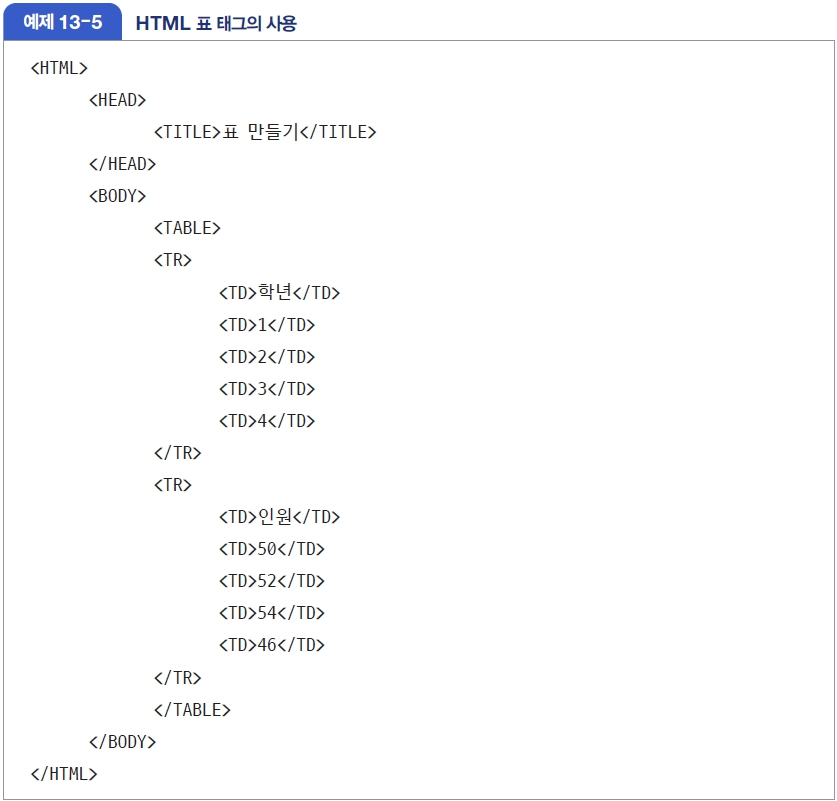 예제 13-5 HTML 표 태그의 사용
<HTML>
<HEAD>
<TITLE>표 만들기</TITLE>
</HEAD>
<BODY>
<TABLE>
<TR>
<TD>학년</TD>
<TD>1</TD>
<TD>2</TD>
<TD>3</TD>
<TD>4</TD>
</TR>
<TR>
<TD>인원</TD>
<TD>50</TD>
<TD>52</TD>
<TD>54</TD>
<TD>46</TD>
</TR>
</TABLE>
</BODY>
</HTML>